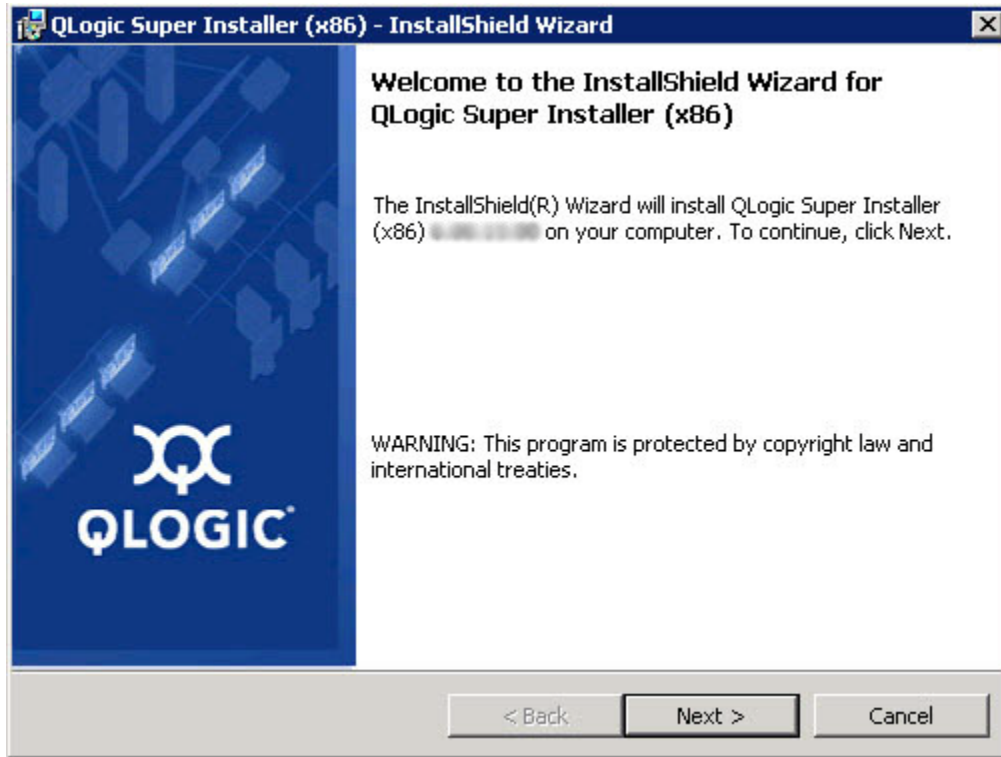 QLogic Super Installer (x86) - InstallShield Wizard
Welcome to the InstallShield Wizard for
QLogic Super Installer (x86)
The InstallShield(R) Wizard will install QLogic Super Installer
(x86) on your computer. To continue, click Next.
WARNING: This program is protected by copyright law and
international treaties.
QLOGIC
< Back
Next >
Cancel